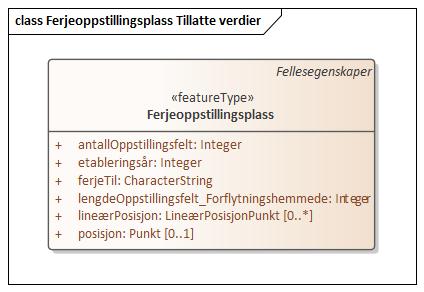 class Ferjeoppstillingsplass Tillatte verdier
Fellesegenskaper
«featureType»
Ferjeoppstillingsplass
+ antallOppstillingsfelt: Integer
+ etableringsår: Integer
+ ferjeTil: CharacterString
+ lengdeOppstillingsfelt_Forflytningshemmede: Integer
+ lineærPosisjon: LineærPosisjonPunkt [0..*]
+ posisjon: Punkt [0..1]